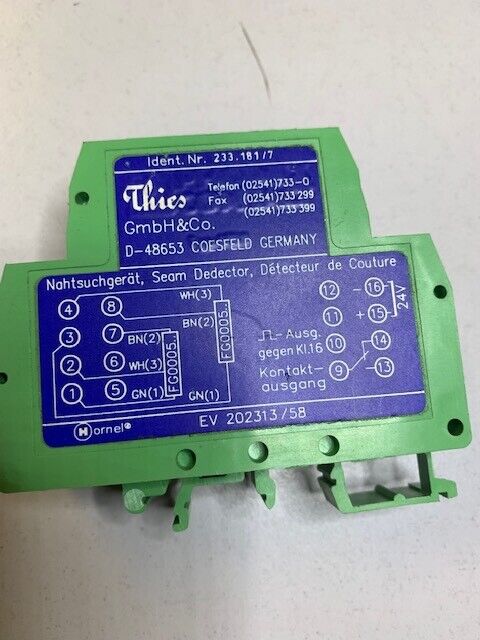 Ident. Nr. 233.181/7
Thies
GmbH&Co.
Telefon (02541)733-0
Fax (02541)733 299
(02541)733 399
D-48653 COESFELD GERMANY
Nahtsuchgerät, Seam Dedector, Détecteur de Couture
4 8 WH(3) 12 - 16
BN(2) 11 + 15 24V
3 7 BN(2) FG0005. FG0005. -Ausg. 10
gegen Kl.16 14
2 6 WH(3) Kontakt- 9 -13
1 5 GN(1) GN(1) ausgang
Hornel®
EV 202313/58